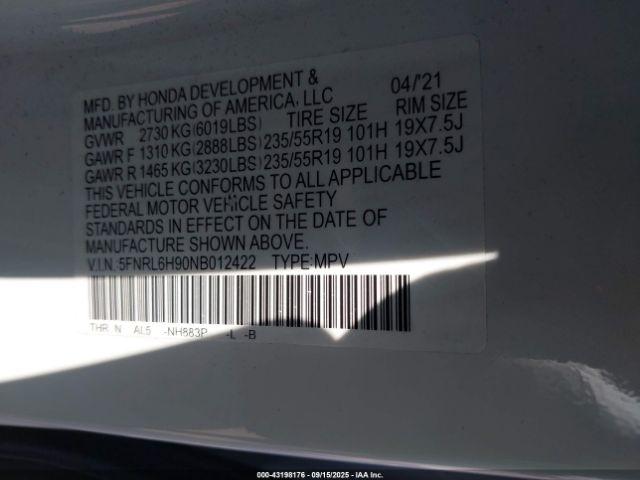 MFD. BY HONDA DEVELOPMENT & 04/'21
MANUFACTURING OF AMERICA, LLC
GVWR 2730 KG(6019LBS) TIRE SIZE RIM SIZE
GAWR F 1310 KG(2888LBS) 235/55R19 101H 19X7.5J
GAWR R 1465 KG(3230LBS) 235/55R19 101H 19X7.5J
THIS VEHICLE CONFORMS TO ALL APPLICABLE
FEDERAL MOTOR VEHICLE SAFETY
STANDARDS IN EFFECT ON THE DATE OF
MANUFACTURE SHOWN ABOVE.
V.I.N.:5FNRL6H90NB012422 TYPE:MPV
THR N AL5 -NH883P -L -B
000-43198176 - 09/15/2025 - IAA Inc.